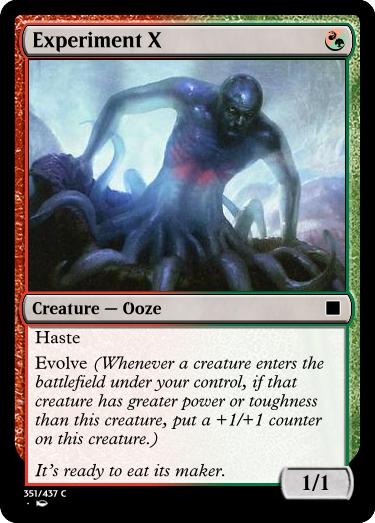 Experiment X
Creature — Ooze
Haste
Evolve (Whenever a creature enters the
battlefield under your control, if that
creature has greater power or toughness
than this creature, put a +1/+1 counter
on this creature.)
It's ready to eat its maker.
1/1
351/437 C